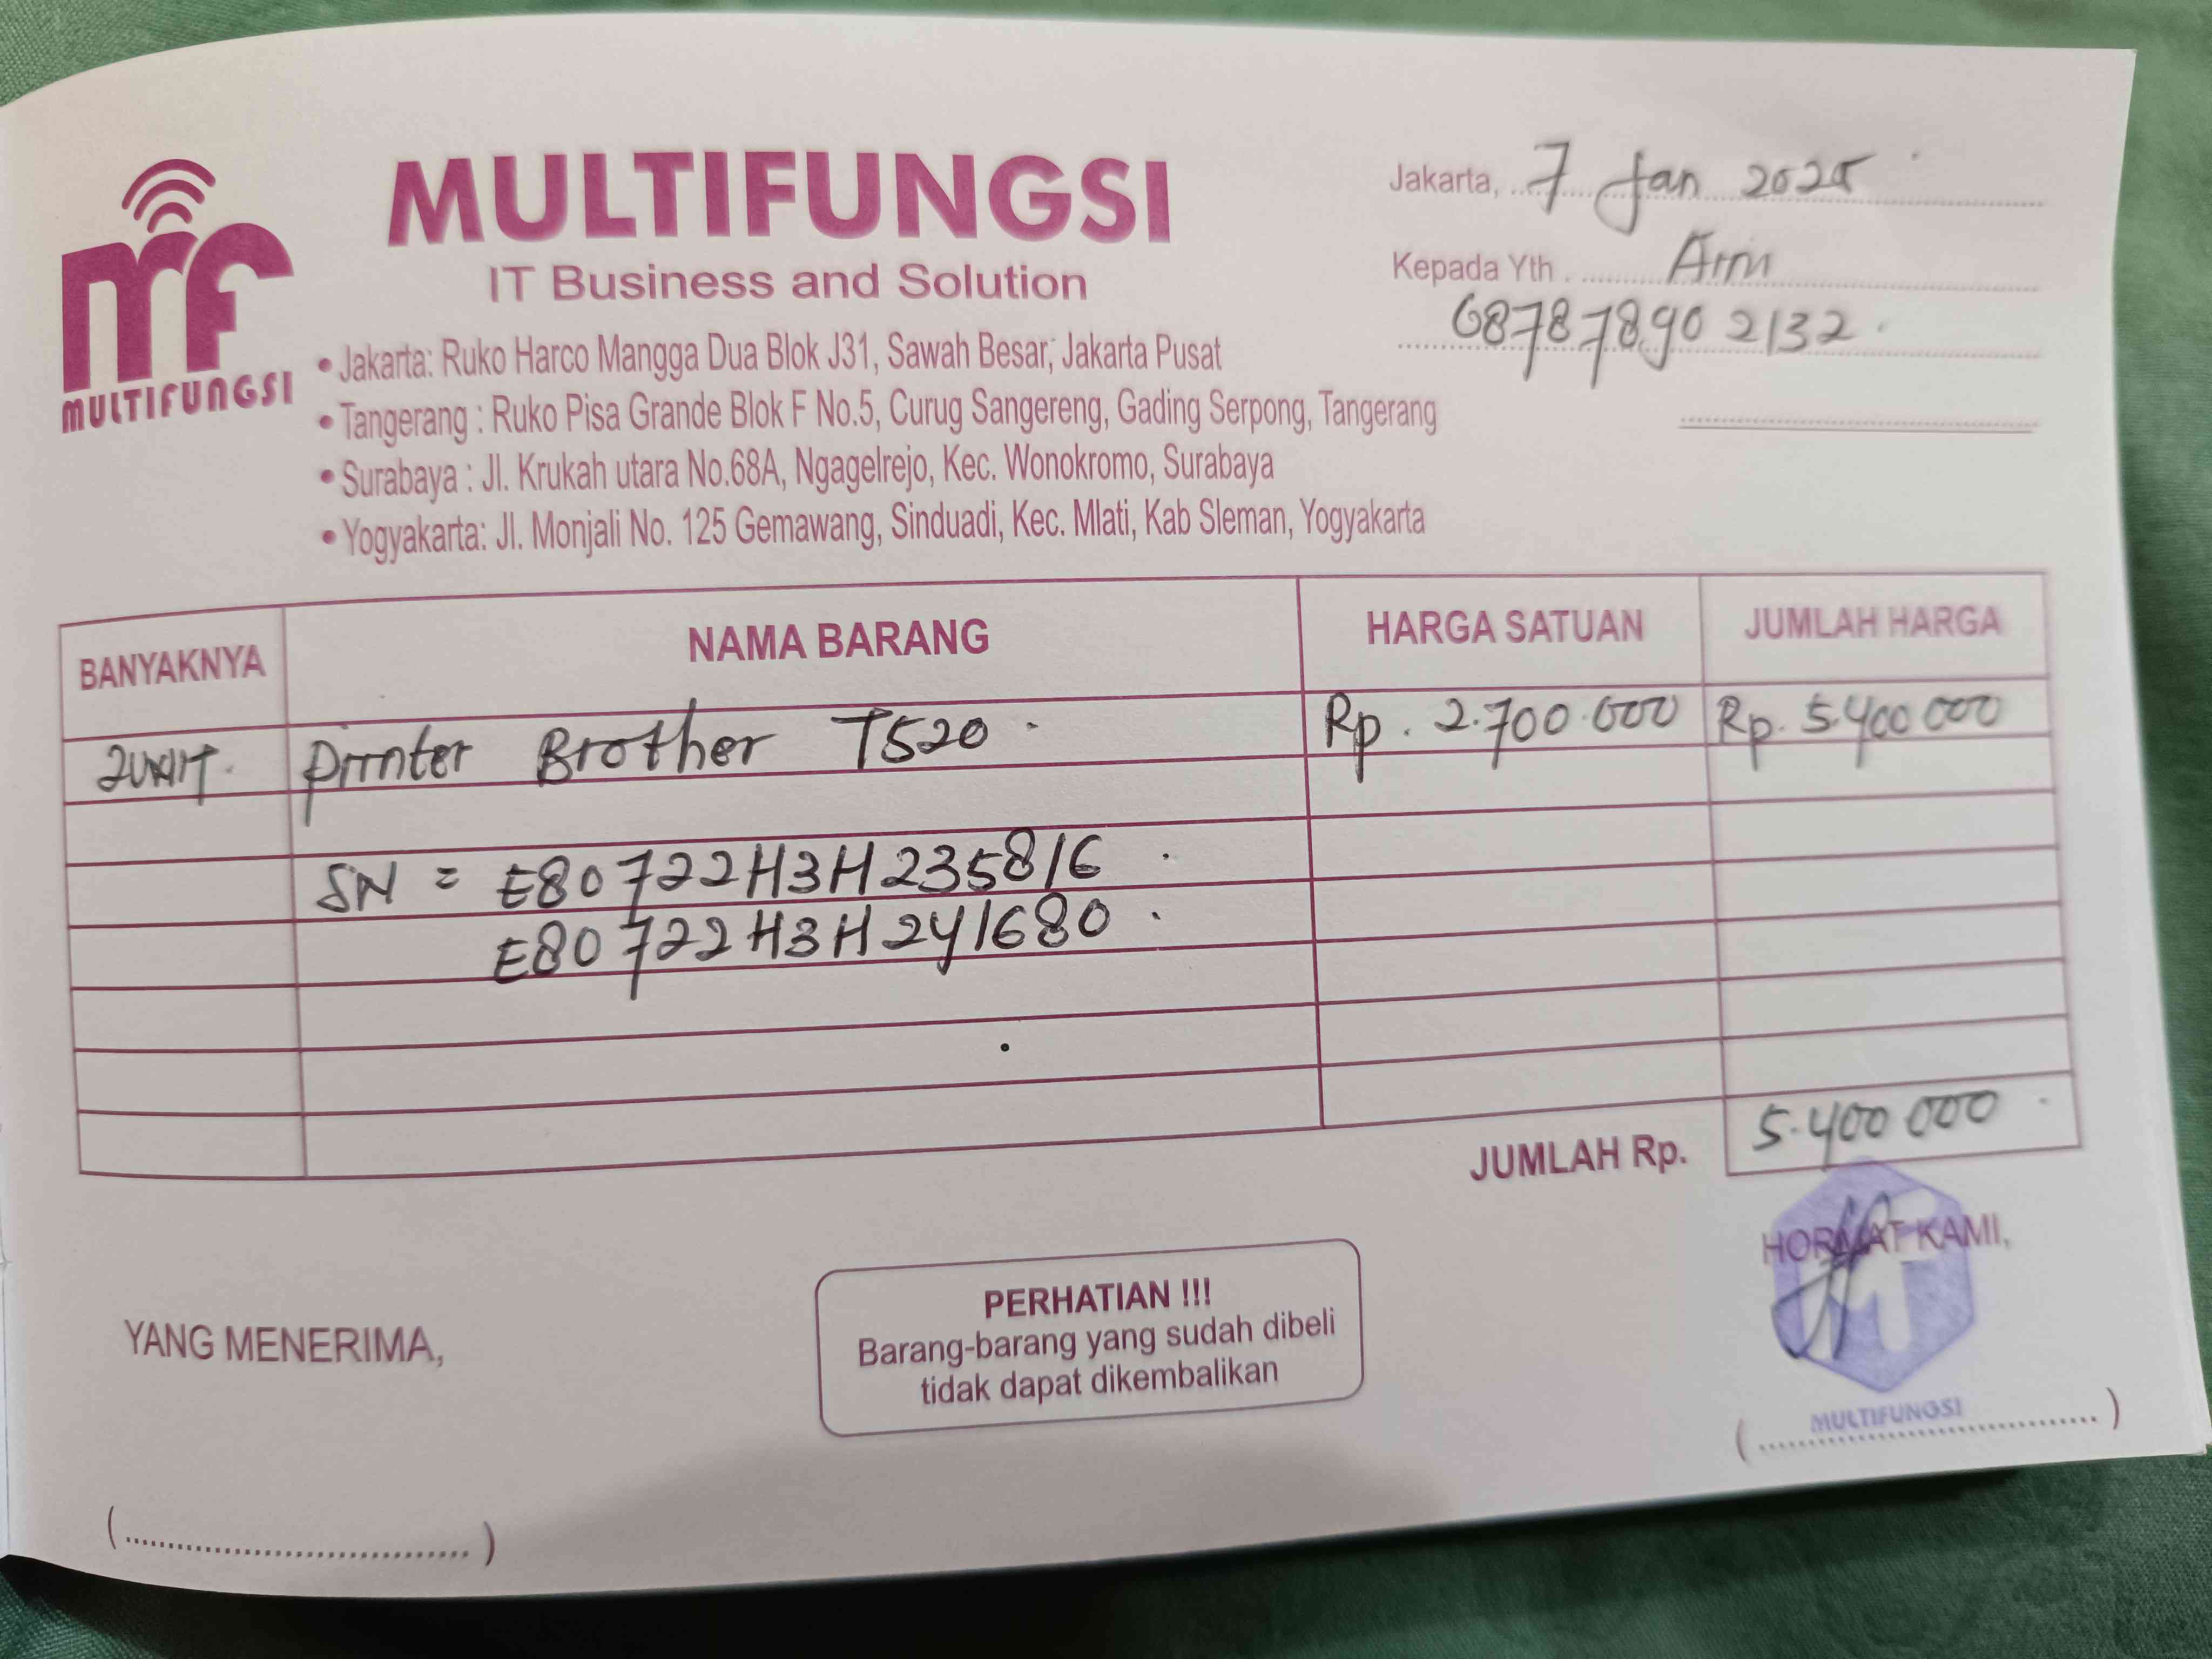 MULTIFUNGSI
IT Business and Solution
mf
MULTIFUNGSI
• Jakarta: Ruko Harco Mangga Dua Blok J31, Sawah Besar, Jakarta Pusat
• Tangerang : Ruko Pisa Grande Blok F No.5, Curug Sangereng, Gading Serpong, Tangerang
• Surabaya : Jl. Krukah utara No.68A, Ngagelrejo, Kec. Wonokromo, Surabaya
• Yogyakarta: Jl. Monjali No. 125 Gemawang, Sinduadi, Kec. Mlati, Kab Sleman, Yogyakarta
Jakarta, 7 Jan 2025
Kepada Yth .
087878902132
BANYAKNYA NAMA BARANG HARGA SATUAN JUMLAH HARGA
2UNIT. Printer Brother T520 . Rp . 2.700.000 Rp. 5.400 000
SN = E80722H3H235816 .
E80722H3H241680 .
JUMLAH Rp. 5.400 000
YANG MENERIMA,
PERHATIAN !!!
Barang-barang yang sudah dibeli
tidak dapat dikembalikan
HORMAT KAMI,
MULTIFUNGSI